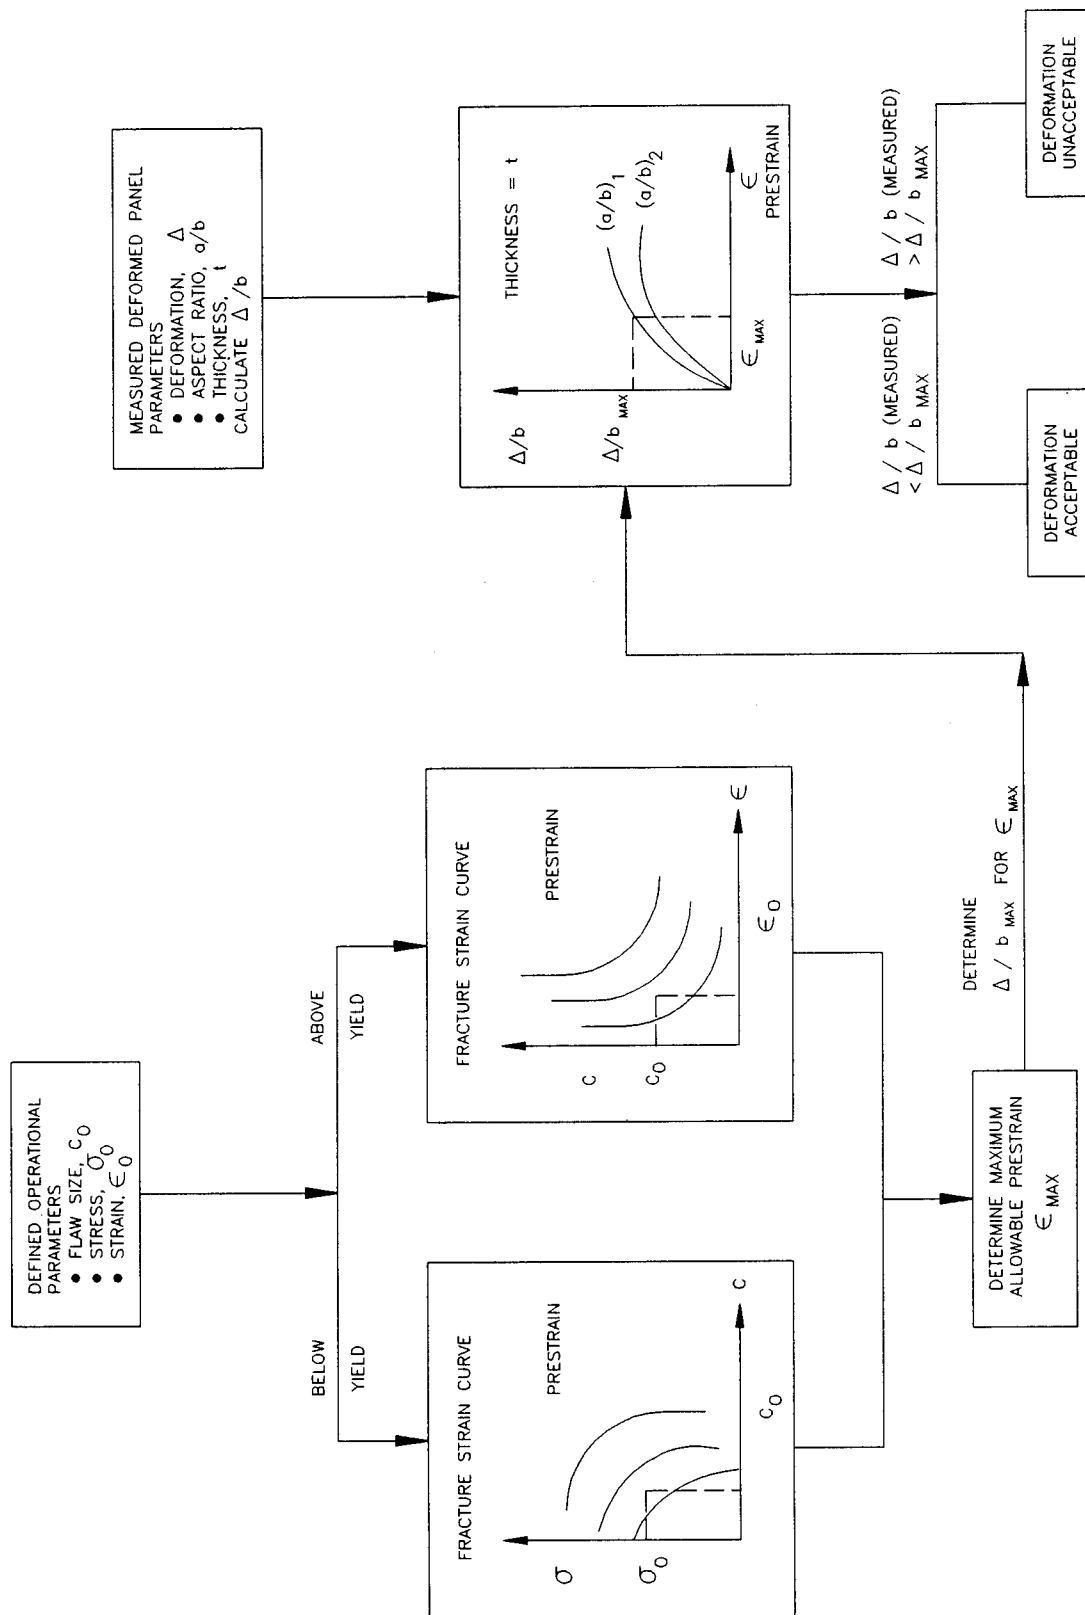 DEFINED OPERATIONAL
PARAMETERS
• FLAW SIZE, C0
• STRESS, σ0
• STRAIN, ϵ0
BELOW
YIELD
ABOVE
YIELD
FRACTURE STRAIN CURVE
PRESTRAIN
σ
σ0
C0
C
FRACTURE STRAIN CURVE
PRESTRAIN
C
C0
ϵ0
ϵ
DETERMINE MAXIMUM
ALLOWABLE PRESTRAIN
ϵMAX
DETERMINE
Δ / b MAX FOR ϵMAX
MEASURED DEFORMED PANEL
PARAMETERS
• DEFORMATION, Δ
• ASPECT RATIO, a/b
• THICKNESS, t
CALCULATE Δ/b
THICKNESS = t
Δ/b
(a/b)1
(a/b)2
Δ/b MAX
ϵMAX
ϵ
PRESTRAIN
Δ / b (MEASURED)
< Δ / b MAX
Δ / b (MEASURED)
> Δ / b MAX
DEFORMATION
ACCEPTABLE
DEFORMATION
UNACCEPTABLE